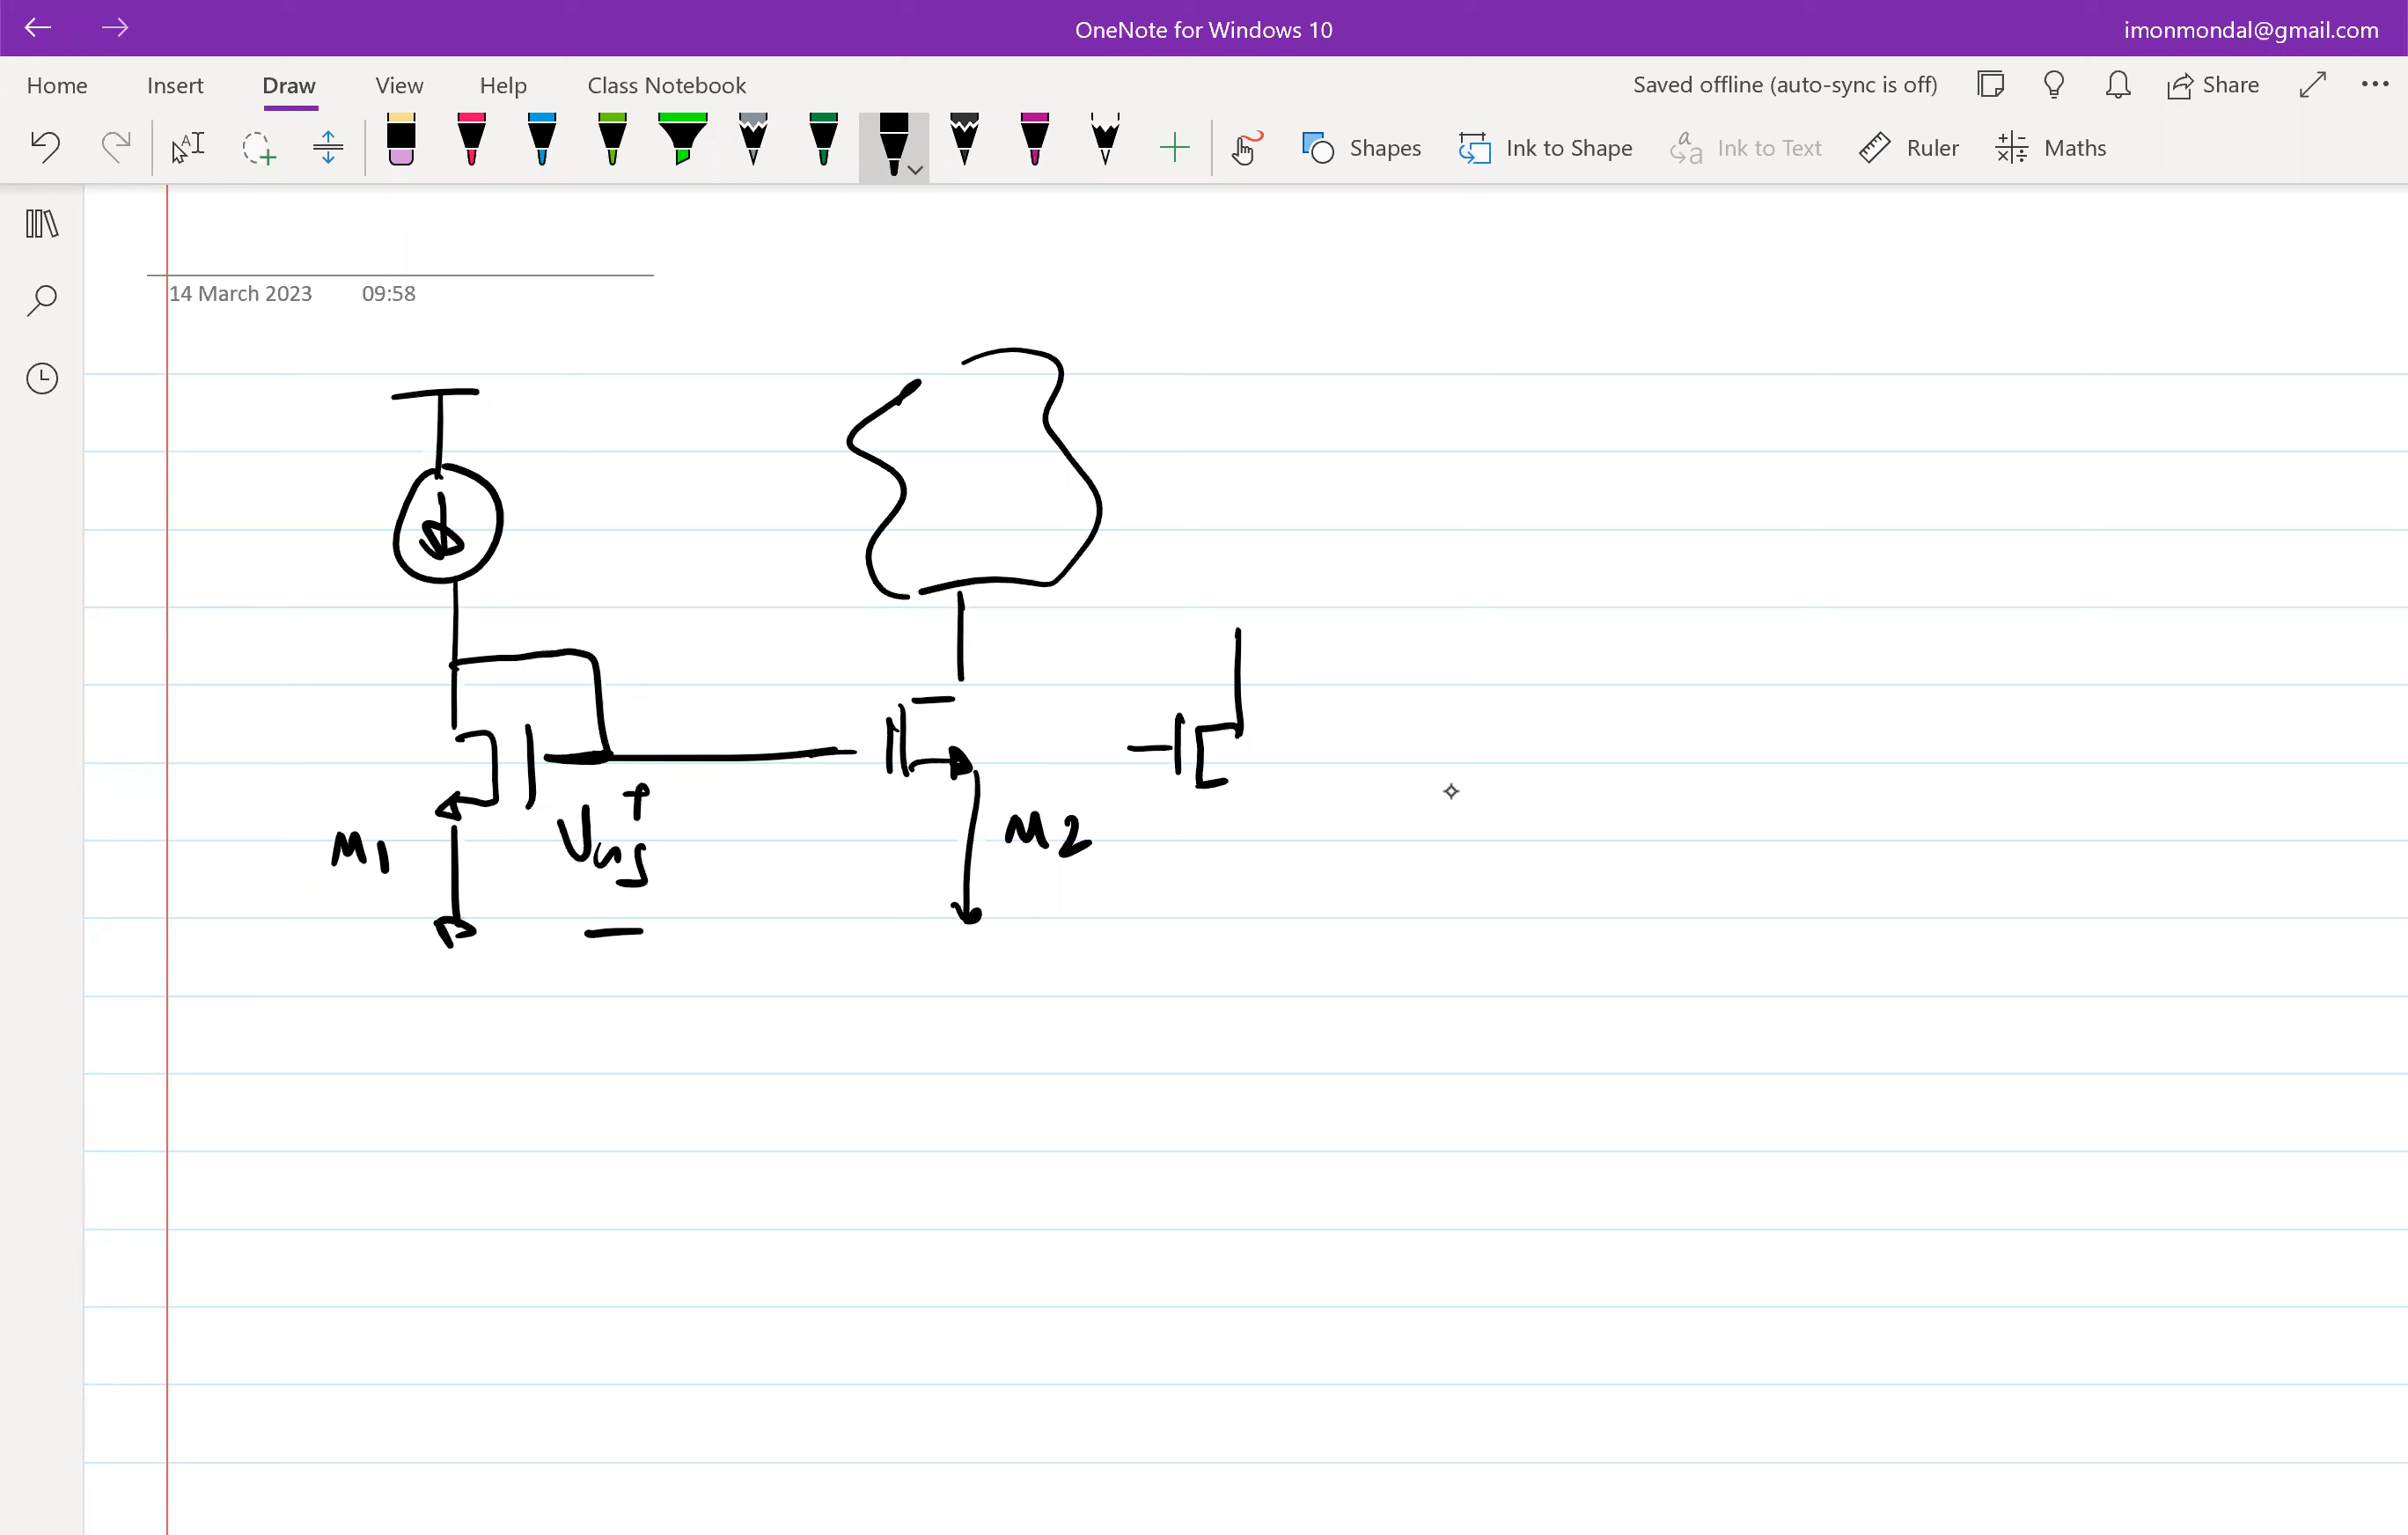 OneNote for Windows 10
imonmondal@gmail.com
Home Insert Draw View Help Class Notebook
Saved offline (auto-sync is off) Share
Shapes Ink to Shape Ink to Text Ruler Maths
14 March 2023 09:58
M1
+
Vgs
−
M2